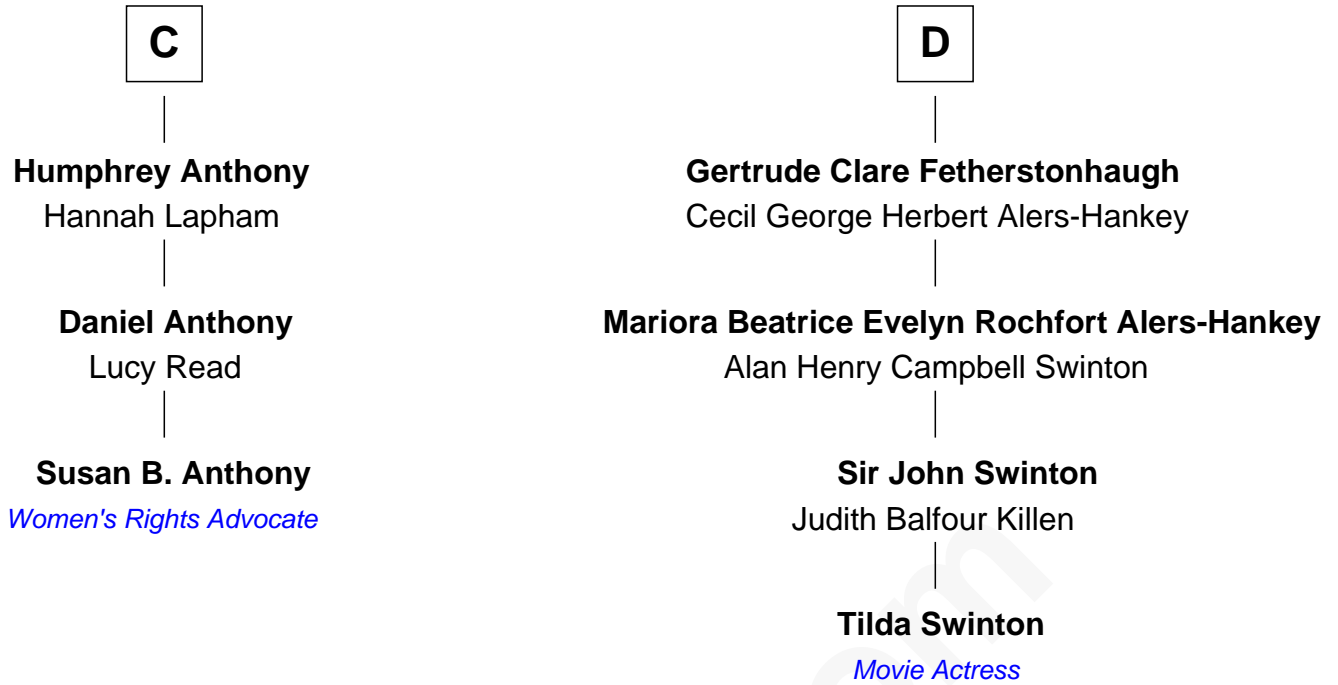 C
Humphrey Anthony
Hannah Lapham
Daniel Anthony
Lucy Read
Susan B. Anthony
Women's Rights Advocate
D
Gertrude Clare Fetherstonhaugh
Cecil George Herbert Alers-Hankey
Mariora Beatrice Evelyn Rochfort Alers-Hankey
Alan Henry Campbell Swinton
Sir John Swinton
Judith Balfour Killen
Tilda Swinton
Movie Actress